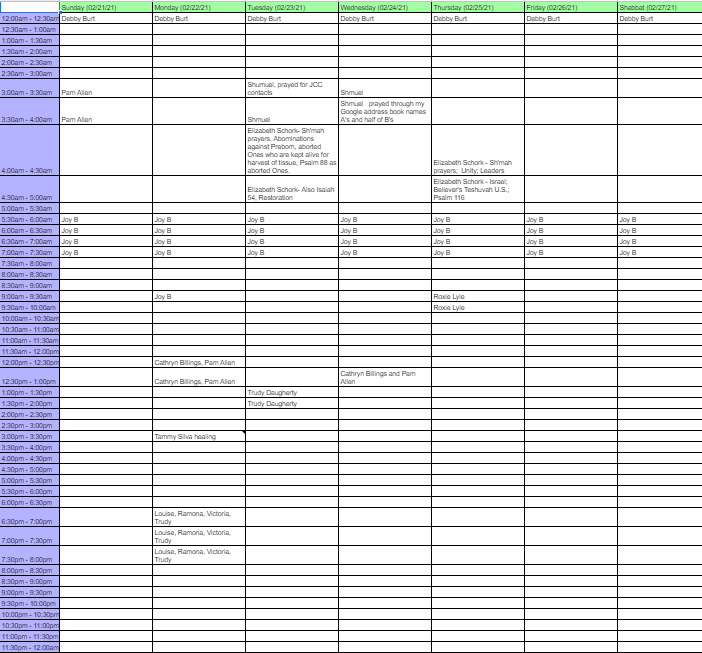 Sunday (02/21/21) Monday (02/22/21) Tuesday (02/23/21) Wednesday (02/24/21) Thursday (02/25/21) Friday (02/26/21) Shabbat (02/27/21)
12:00am - 12:30am Debby Burt Debby Burt Debby Burt Debby Burt Debby Burt Debby Burt Debby Burt
12:30am - 1:00am
1:00am - 1:30am
1:30am - 2:00am
2:00am - 2:30am
2:30am - 3:00am
Shumuel, prayed for JCC
3:00am - 3:30am Pam Allen contacts Shmuel
Shmuel prayed through my
Google address book names
3:30am - 4:00am Pam Allen Shmuel A's and half of B's
Elizabeth Schork- Sh'mah
prayers. Abominations
against Preborn, aborted
Ones who are kept alive for
harvest of tissue, Psalm 88 as Elizabeth Schork - Sh'mah
4:00am - 4:30am aborted Ones. prayers; Unity; Leaders
Elizabeth Schork - Israel;
Elizabeth Schork- Also Isaiah Believer's Teshuvah U.S.;
4:30am - 5:00am 54, Restoration Psalm 116
5:00am - 5:30am
5:30am - 6:00am Joy B Joy B Joy B Joy B Joy B Joy B Joy B
6:00am - 6:30am Joy B Joy B Joy B Joy B Joy B Joy B Joy B
6:30am - 7:00am Joy B Joy B Joy B Joy B Joy B Joy B Joy B
7:00am - 7:30am Joy B Joy B Joy B Joy B Joy B Joy B Joy B
7:30am - 8:00am
8:00am - 8:30am
8:30am - 9:00am
9:00am - 9:30am Joy B Roxie Lyle
9:30am - 10:00am Roxie Lyle
10:00am - 10:30am
10:30am - 11:00am
11:00am - 11:30am
11:30am - 12:00pm
12:00pm - 12:30pm Cathryn Billings, Pam Allen
Cathryn Billings and Pam
12:30pm - 1:00pm Cathryn Billings, Pam Allen Allen
1:00pm - 1:30pm Trudy Daugherty
1:30pm - 2:00pm Trudy Daugherty
2:00pm - 2:30pm
2:30pm - 3:00pm
3:00pm - 3:30pm Tammy Silva healing
3:30pm - 4:00pm
4:00pm - 4:30pm
4:30pm - 5:00pm
5:00pm - 5:30pm
5:30pm - 6:00pm
6:00pm - 6:30pm
Louise, Ramona, Victoria,
6:30pm - 7:00pm Trudy
Louise, Ramona, Victoria,
7:00pm - 7:30pm Trudy
Louise, Ramona, Victoria,
7:30pm - 8:00pm Trudy
8:00pm - 8:30pm
8:30pm - 9:00pm
9:00pm - 9:30pm
9:30pm - 10:00pm
10:00pm - 10:30pm
10:30pm - 11:00pm
11:00pm - 11:30pm
11:30pm - 12:00am